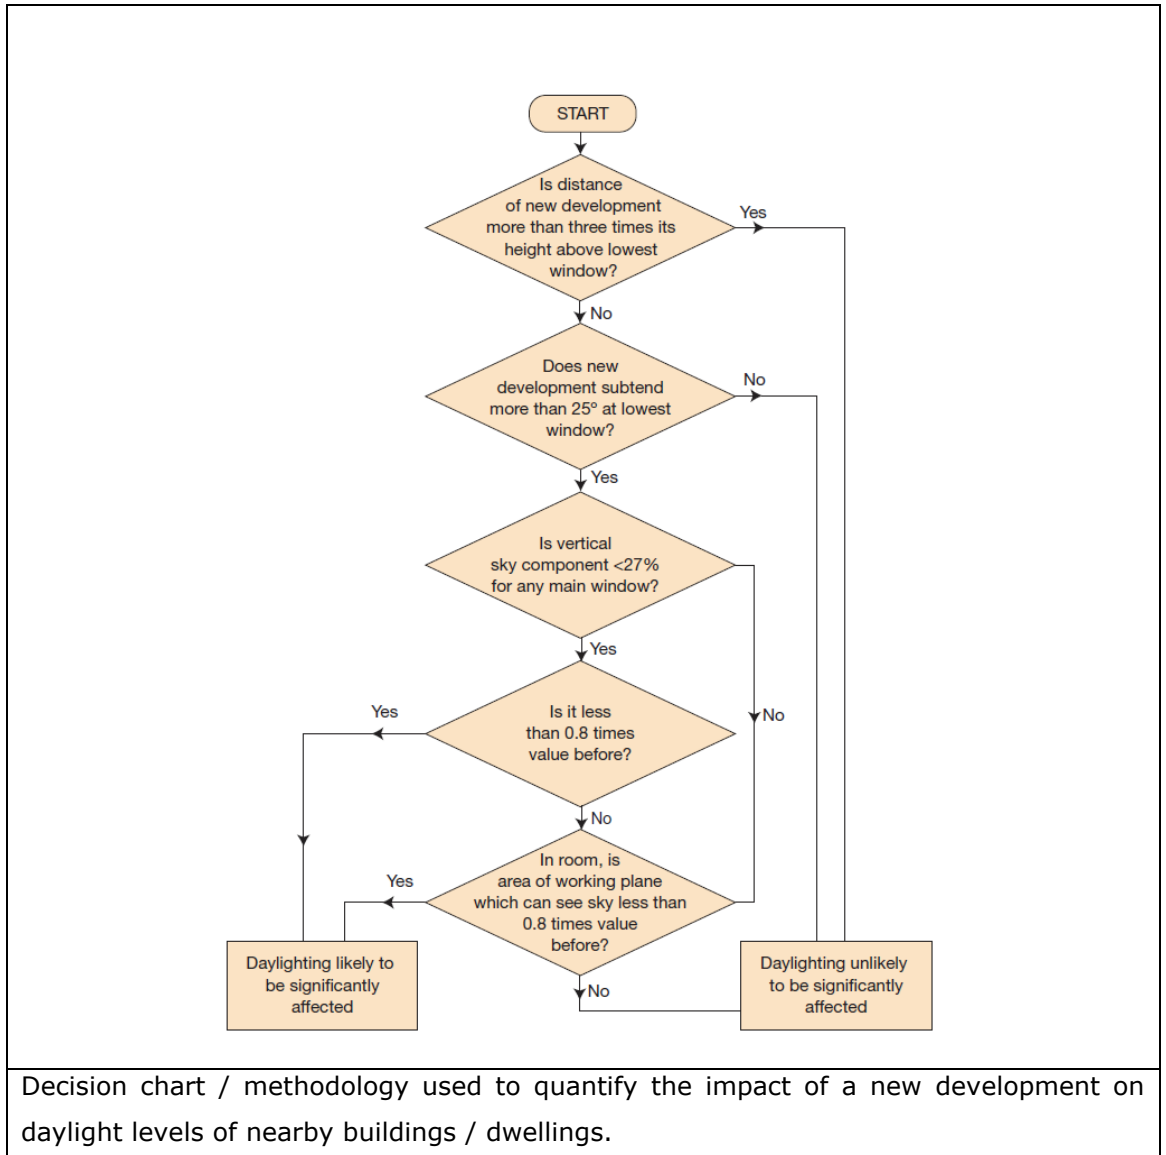 START
Is distance
of new development
more than three times its
height above lowest
window?
Yes
No
Does new
development subtend
more than 25º at lowest
window?
No
Yes
Is vertical
sky component <27%
for any main window?
Yes
No
Is it less
than 0.8 times
value before?
Yes
No
In room, is
area of working plane
which can see sky less than
0.8 times value
before?
Yes
No
Daylighting likely to
be significantly
affected
Daylighting unlikely
to be significantly
affected
Decision chart / methodology used to quantify the impact of a new development on
daylight levels of nearby buildings / dwellings.